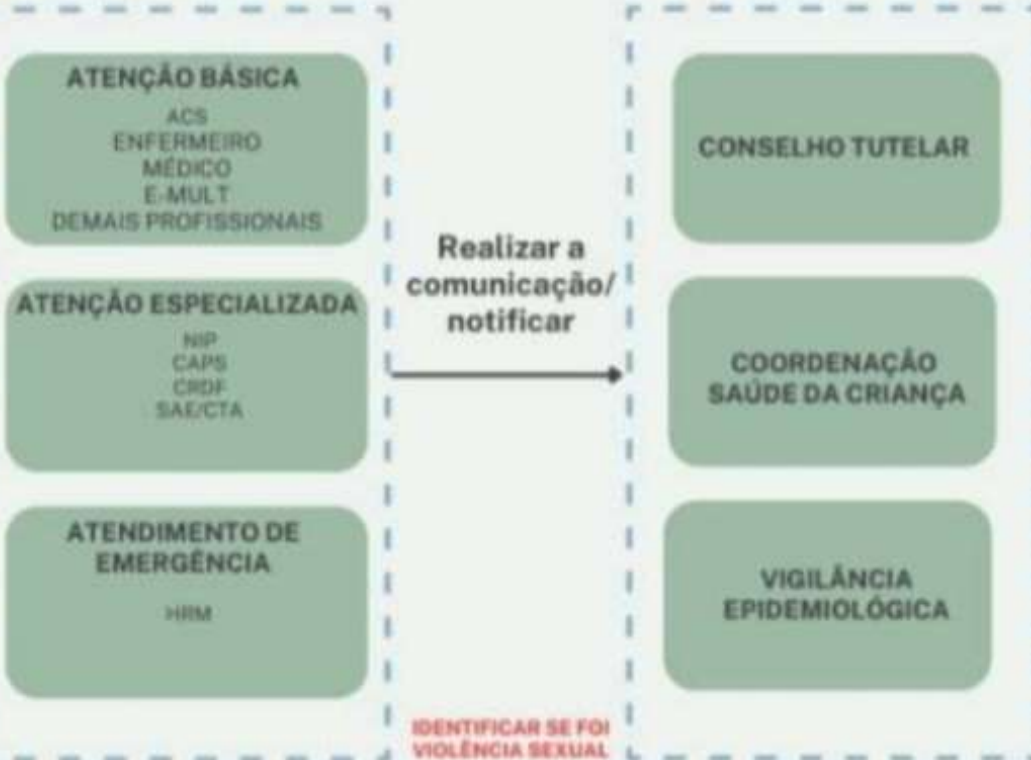 ATENÇÃO BÁSICA
ACS
ENFERMEIRO
MÉDICO
E-MULT
DEMAIS PROFISSIONAIS
ATENÇÃO ESPECIALIZADA
NIP
CAPS
CRDF
SAE/CTA
ATENDIMENTO DE
EMERGÊNCIA
HRM
Realizar a
comunicação/
notificar
IDENTIFICAR SE FOI
VIOLÊNCIA SEXUAL
CONSELHO TUTELAR
COORDENAÇÃO
SAÚDE DA CRIANÇA
VIGILÂNCIA
EPIDEMIOLÓGICA